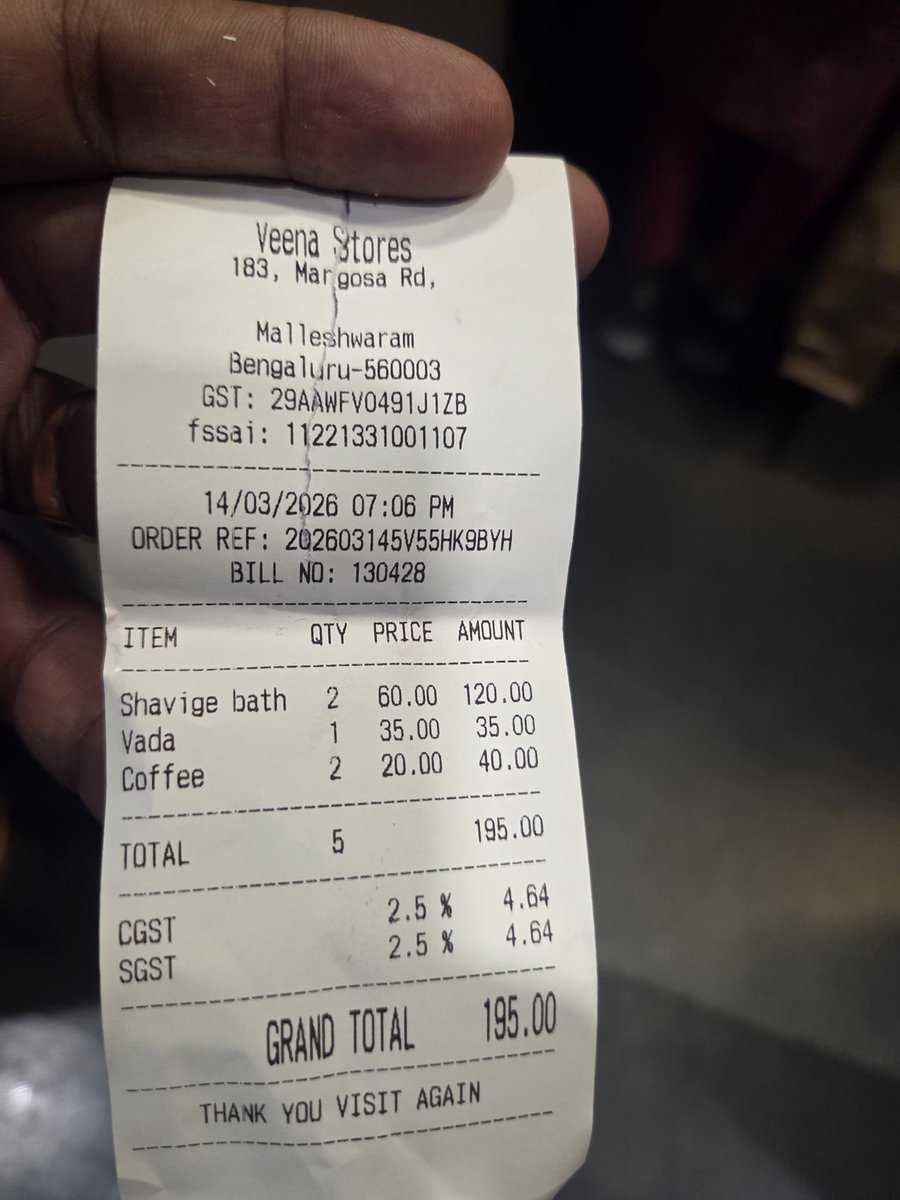 Veena Stores
183, Margosa Rd,
Malleshwaram
Bengaluru-560003
GST: 29AAWFV0491J1ZB
fssai: 11221331001107
14/03/2026 07:06 PM
ORDER REF: 202603145V55HK9BYH
BILL NO: 130428
ITEM QTY PRICE AMOUNT
Shavige bath 2 60.00 120.00
Vada 1 35.00 35.00
Coffee 2 20.00 40.00
TOTAL 5 195.00
CGST 2.5 % 4.64
SGST 2.5 % 4.64
GRAND TOTAL 195.00
THANK YOU VISIT AGAIN